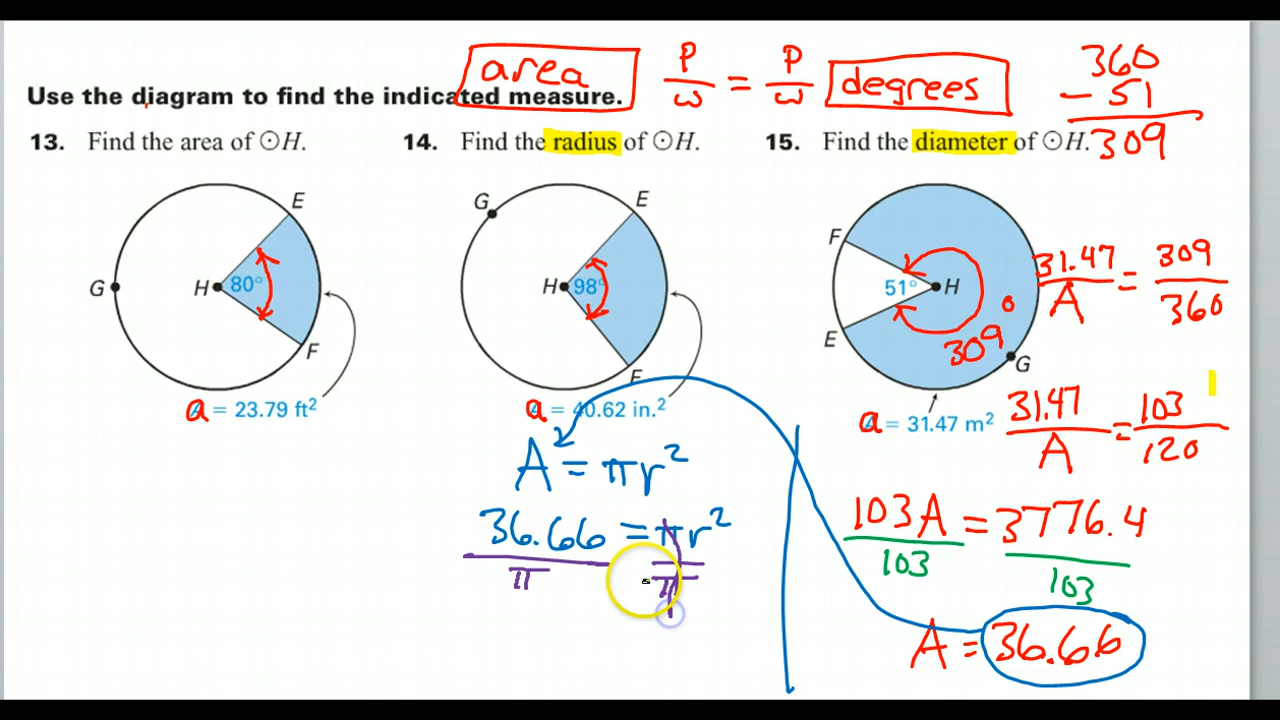 area P/w = P/w degrees
360
- 51
309
Use the diagram to find the indicated measure.
13. Find the area of ⊙H.
14. Find the radius of ⊙H.
15. Find the diameter of ⊙H.
G H 80° E F
a = 23.79 ft²
G H 98° E F
a = 40.62 in.²
F E 51° H G 309°
a = 31.47 m²
31.47/A = 309/360
31.47/A = 103/120
103A/103 = 3776.4/103
A = 36.66
A = πr²
36.66/π = πr²/π